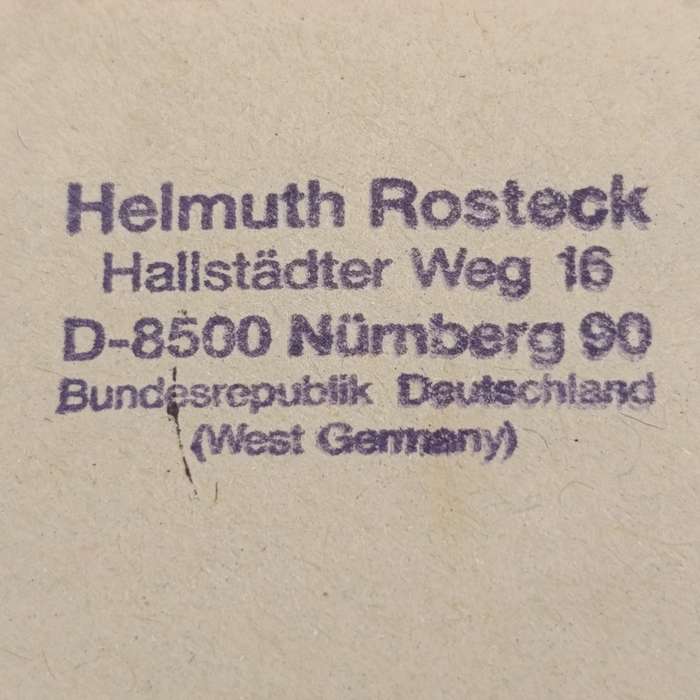 Helmuth Rosteck
Hallstädter Weg 16
D-8500 Nürnberg 90
Bundesrepublik Deutschland
(West Germany)